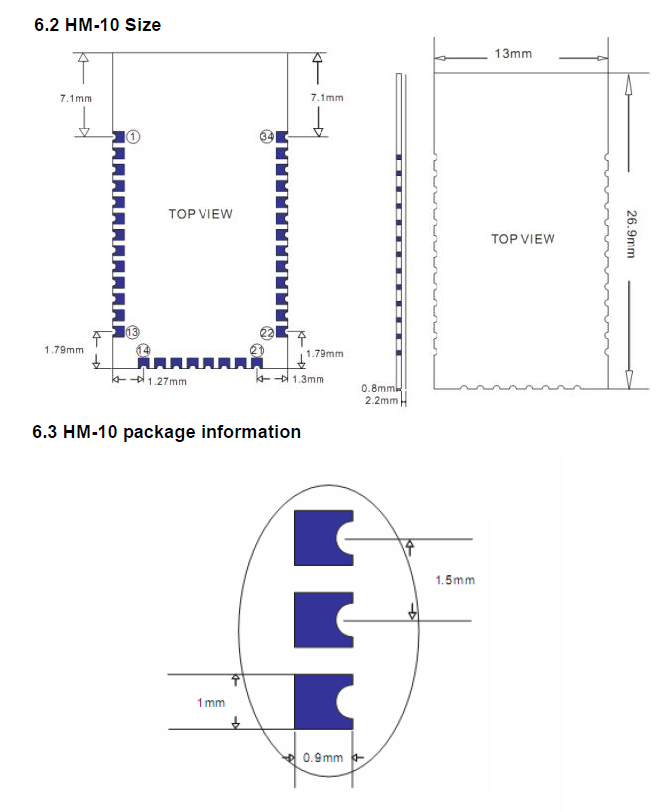 6.2 HM-10 Size
13mm
7.1mm
7.1mm
1
34
TOP VIEW
26.9mm
TOP VIEW
13
22
14
21
1.79mm
1.79mm
1.27mm
1.3mm
0.8mm
2.2mm
6.3 HM-10 package information
1.5mm
1mm
0.9mm